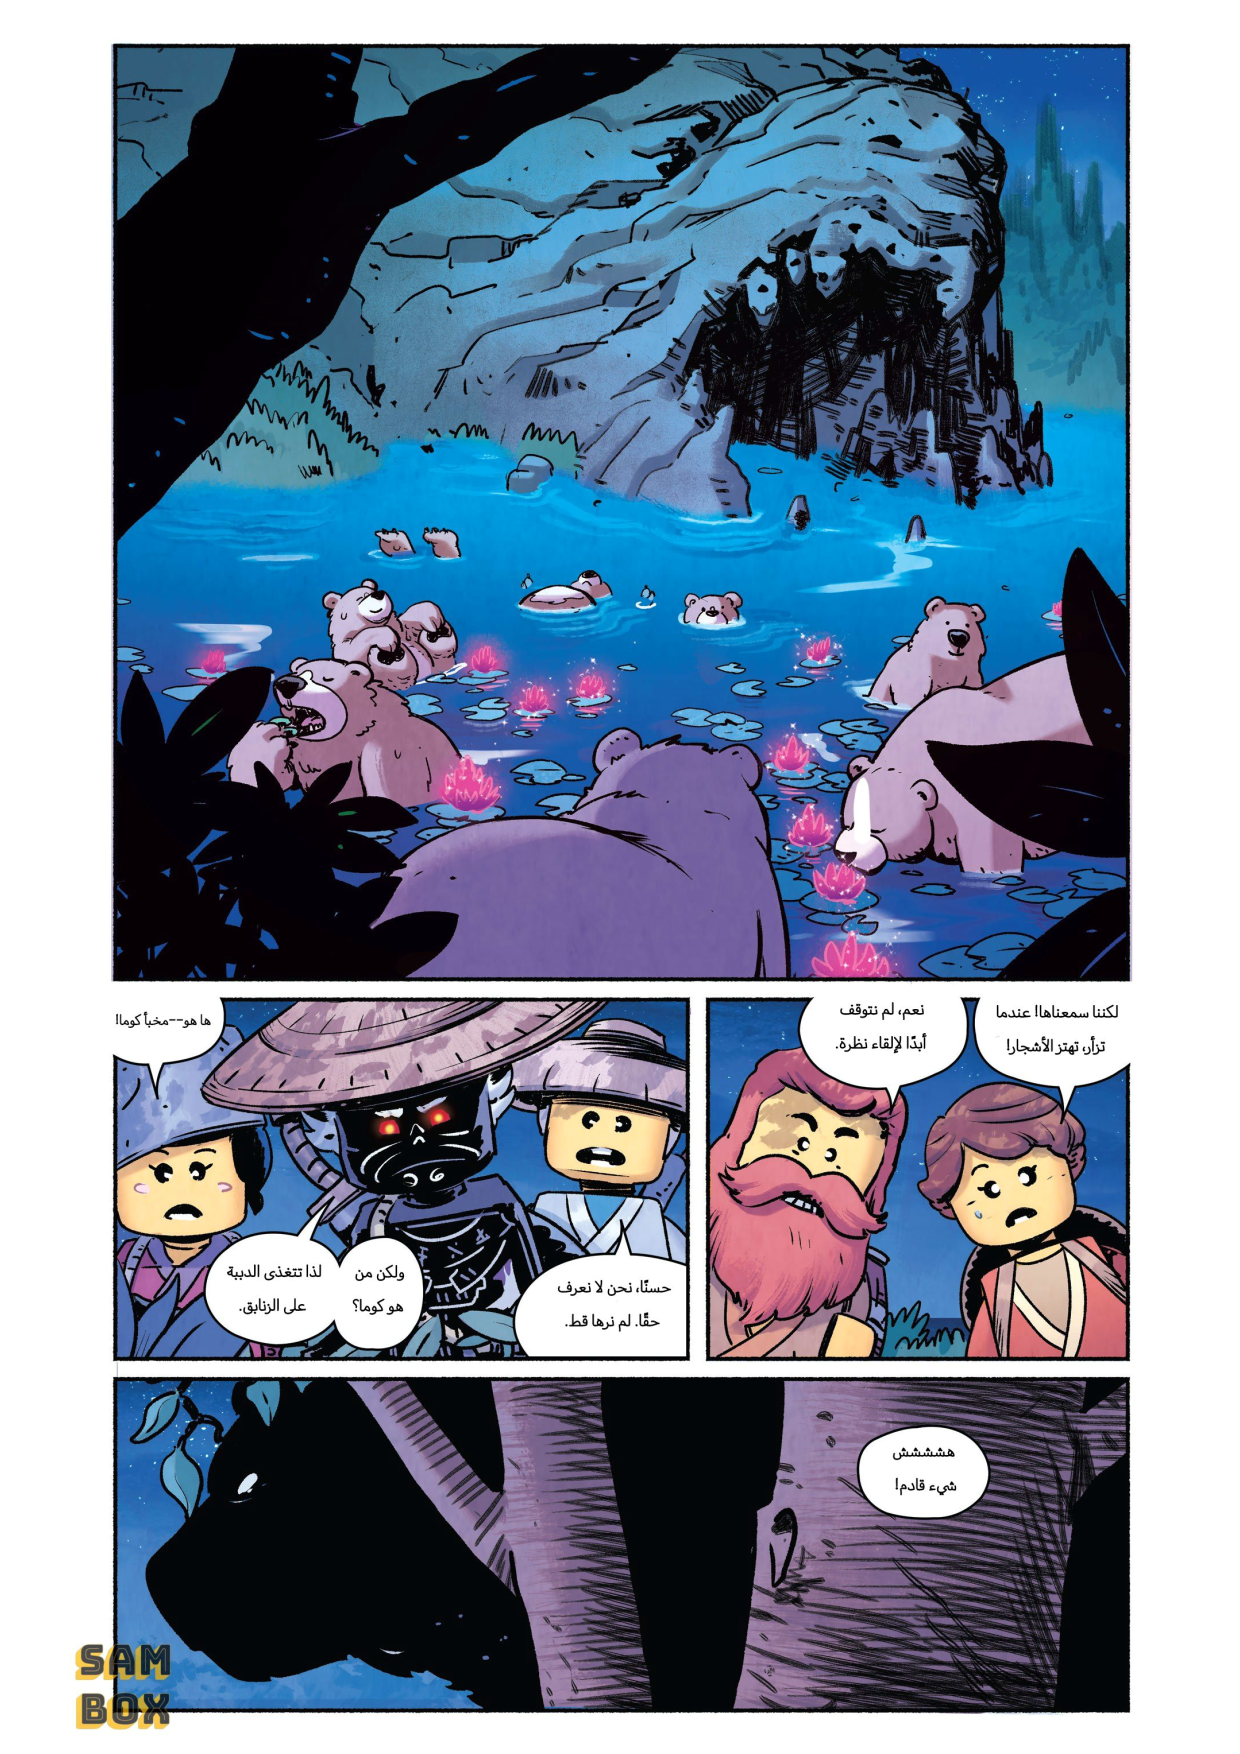 ها هو--مخبأ كوما!
لذا تتغذى الدببة
على الزنابق.
ولكن من
هو كوما؟
حسنًا، نحن لا نعرف
حقًا. لم نرها قط.
نعم، لم نتوقف
أبدًا لإلقاء نظرة.
لكننا سمعناها! عندما
تزأر، تهتز الأشجار!
هشششش
شيء قادم!
SAM
BOX